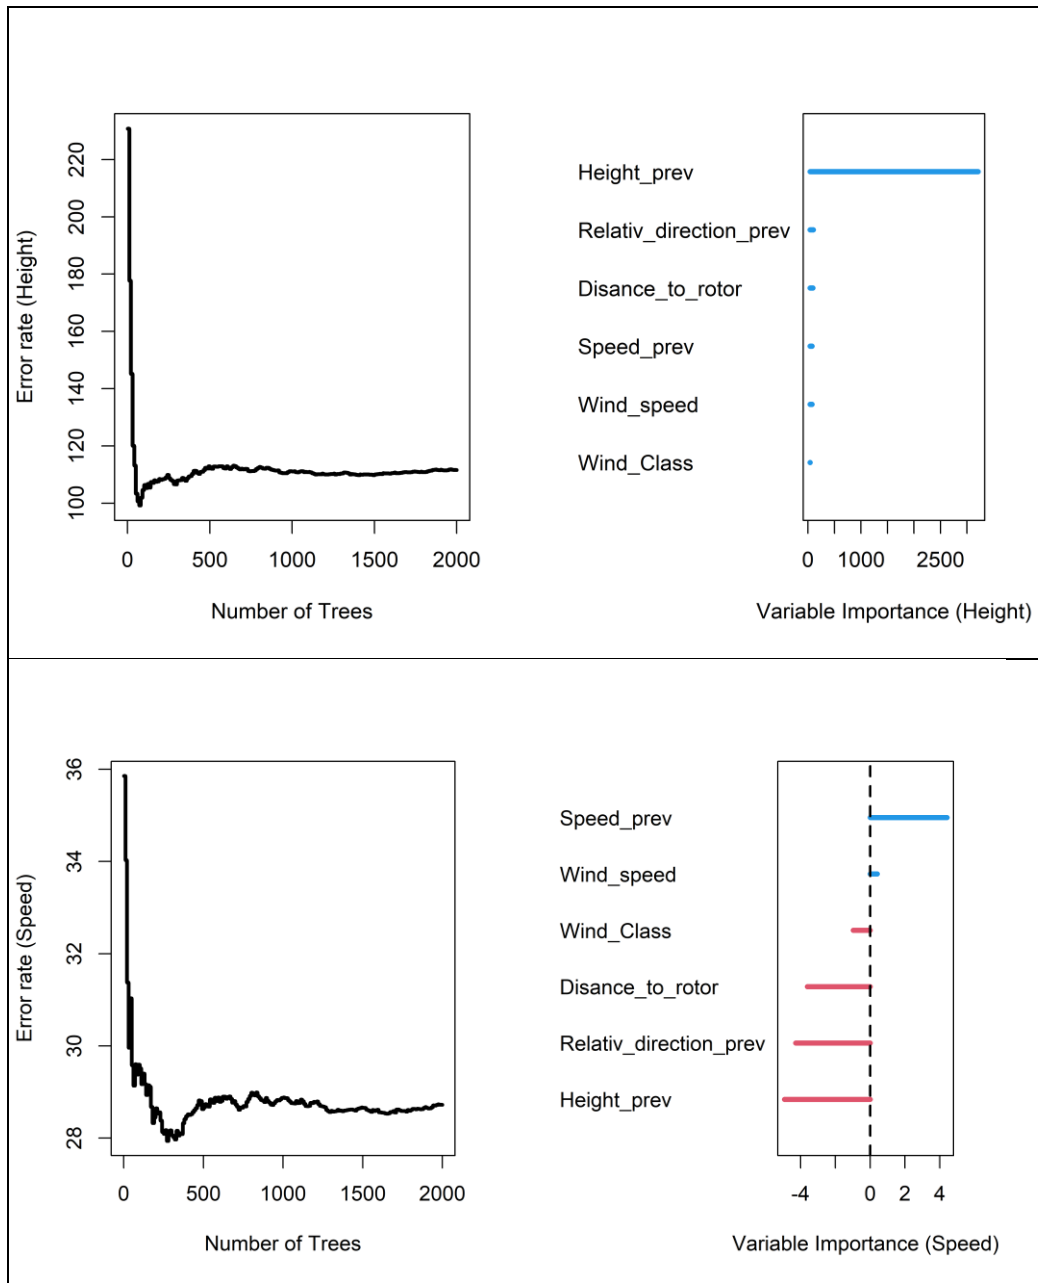 Error rate (Height)
220
200
180
160
140
120
100
0 500 1000 1500 2000
Number of Trees
Height_prev
Relativ_direction_prev
Disance_to_rotor
Speed_prev
Wind_speed
Wind_Class
0 1000 2500
Variable Importance (Height)
Error rate (Speed)
36
34
32
30
28
0 500 1000 1500 2000
Number of Trees
Speed_prev
Wind_speed
Wind_Class
Disance_to_rotor
Relativ_direction_prev
Height_prev
-4 0 2 4
Variable Importance (Speed)